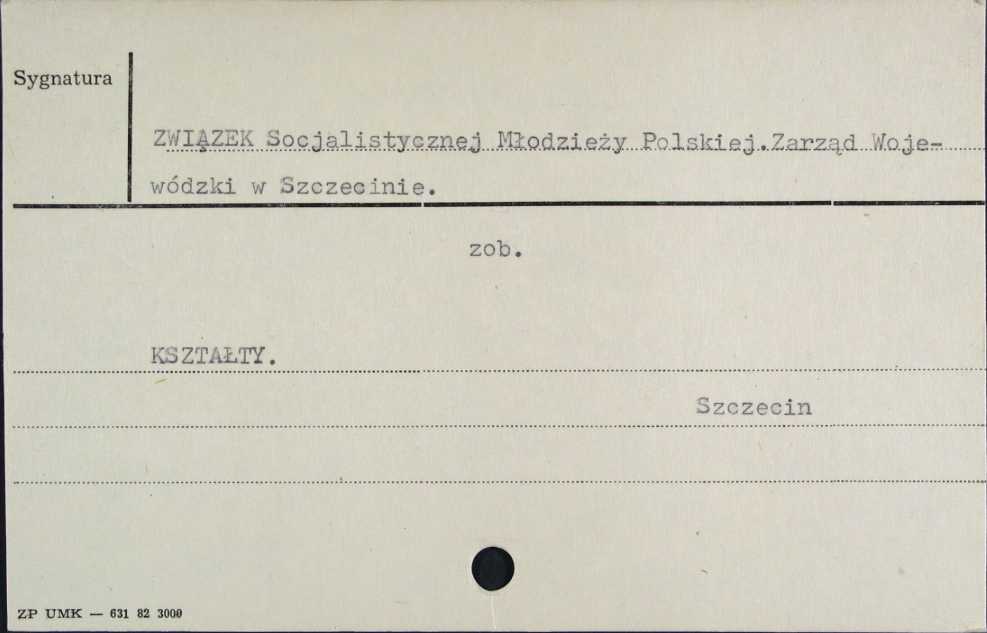 Sygnatura
ZWIĄZEK Socjalistycznej Młodzieży Polskiej.Zarząd Woje-
wódzki w Szczecinie.
zob.
KSZTAŁTY.
Szczecin
ZP UMK — 631 82 3000